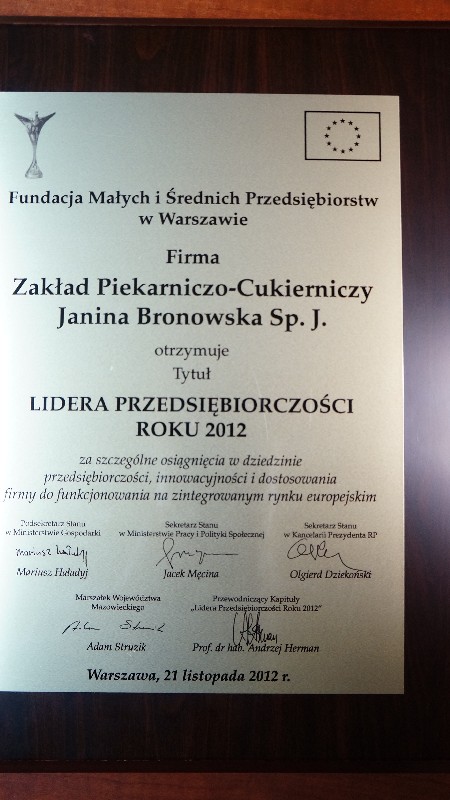 Fundacja Małych i Średnich Przedsiębiorstw
w Warszawie
Firma
Zakład Piekarniczo-Cukierniczy
Janina Bronowska Sp. J.
otrzymuje
Tytuł
LIDERA PRZEDSIĘBIORCZOŚCI
ROKU 2012
za szczególne osiągnięcia w dziedzinie
przedsiębiorczości, innowacyjności i dostosowania
firmy do funkcjonowania na zintegrowanym rynku europejskim
Podsekretarz Stanu
w Ministerstwie Gospodarki
Mariusz Haładyj
Sekretarz Stanu
w Ministerstwie Pracy i Polityki Społecznej
Jacek Męcina
Sekretarz Stanu
w Kancelarii Prezydenta RP
Olgierd Dziekoński
Marszałek Województwa
Mazowieckiego
Adam Struzik
Przewodniczący Kapituły
„Lidera Przedsiębiorczości Roku 2012"
Prof. dr hab. Andrzej Herman
Warszawa, 21 listopada 2012 r.